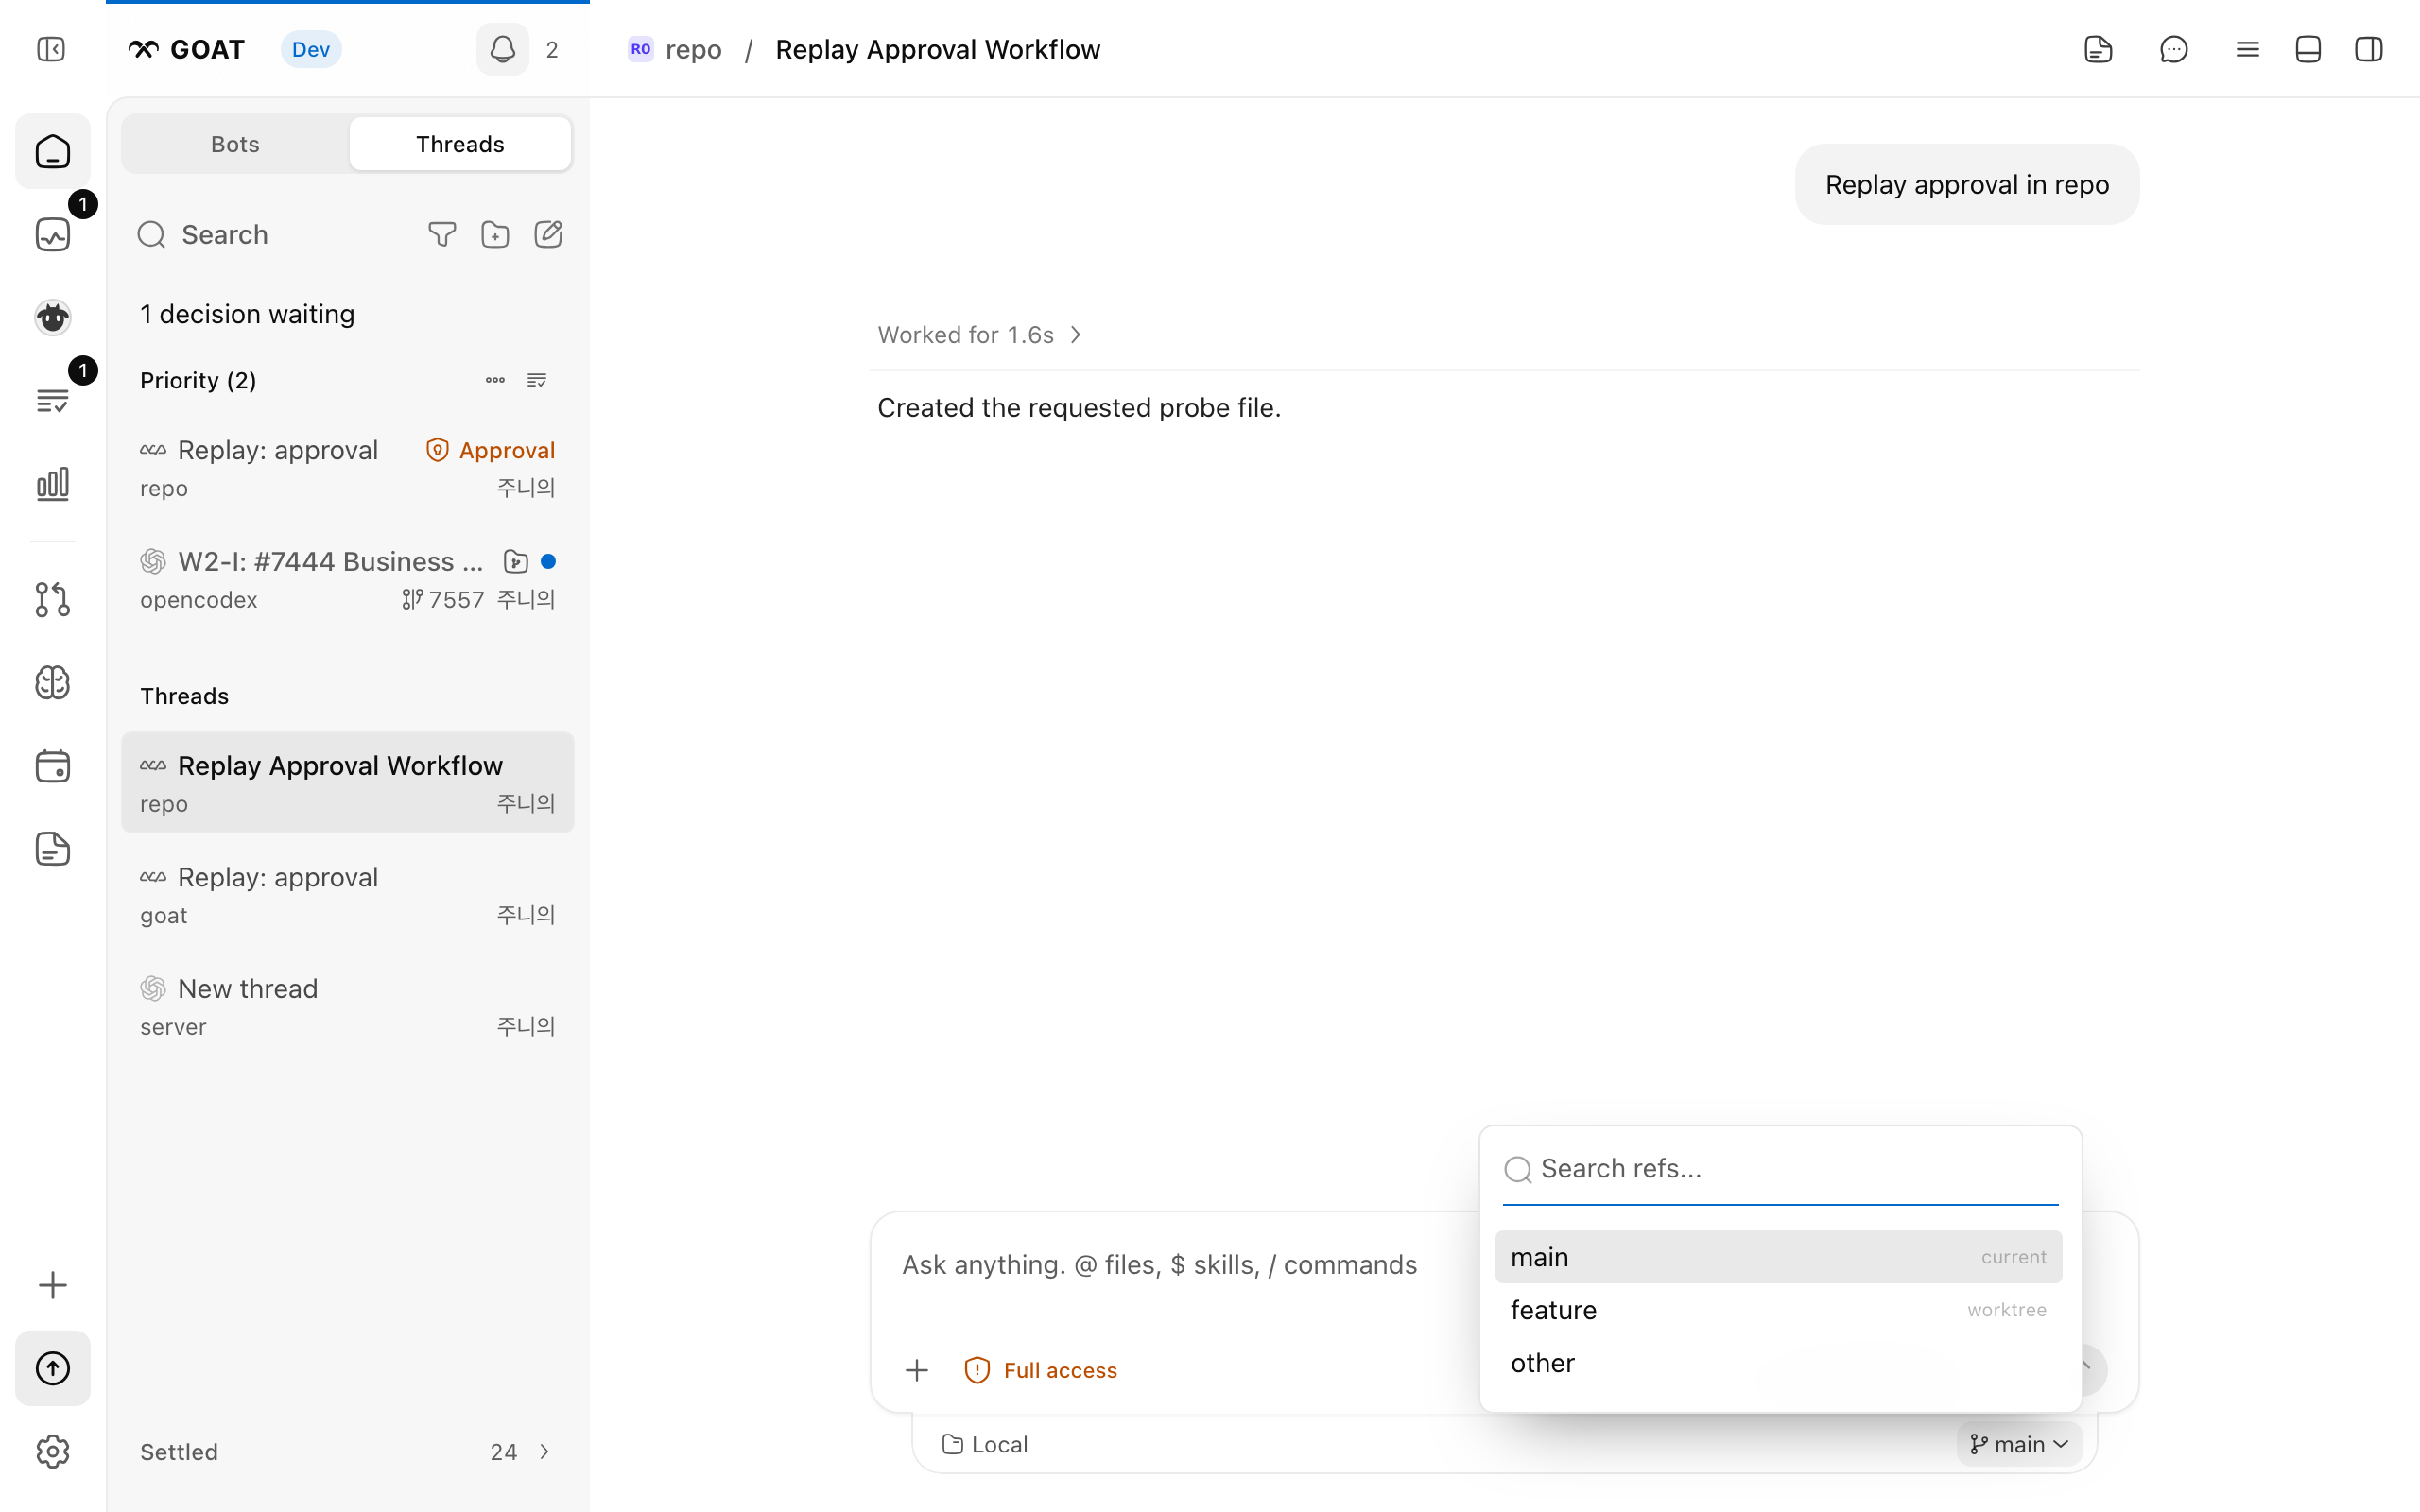 GOAT Dev 2
repo / Replay Approval Workflow
RO
Bots Threads
Search
1
1
1 decision waiting
Priority (2)
Replay: approval Approval
repo 주니의
W2-I: #7444 Business ...
opencodex 7557 주니의
Threads
Replay Approval Workflow
repo 주니의
Replay: approval
goat 주니의
New thread
server 주니의
Settled 24
Replay approval in repo
Worked for 1.6s
Created the requested probe file.
Search refs...
main current
feature worktree
other
Ask anything. @ files, $ skills, / commands
Full access
Local main